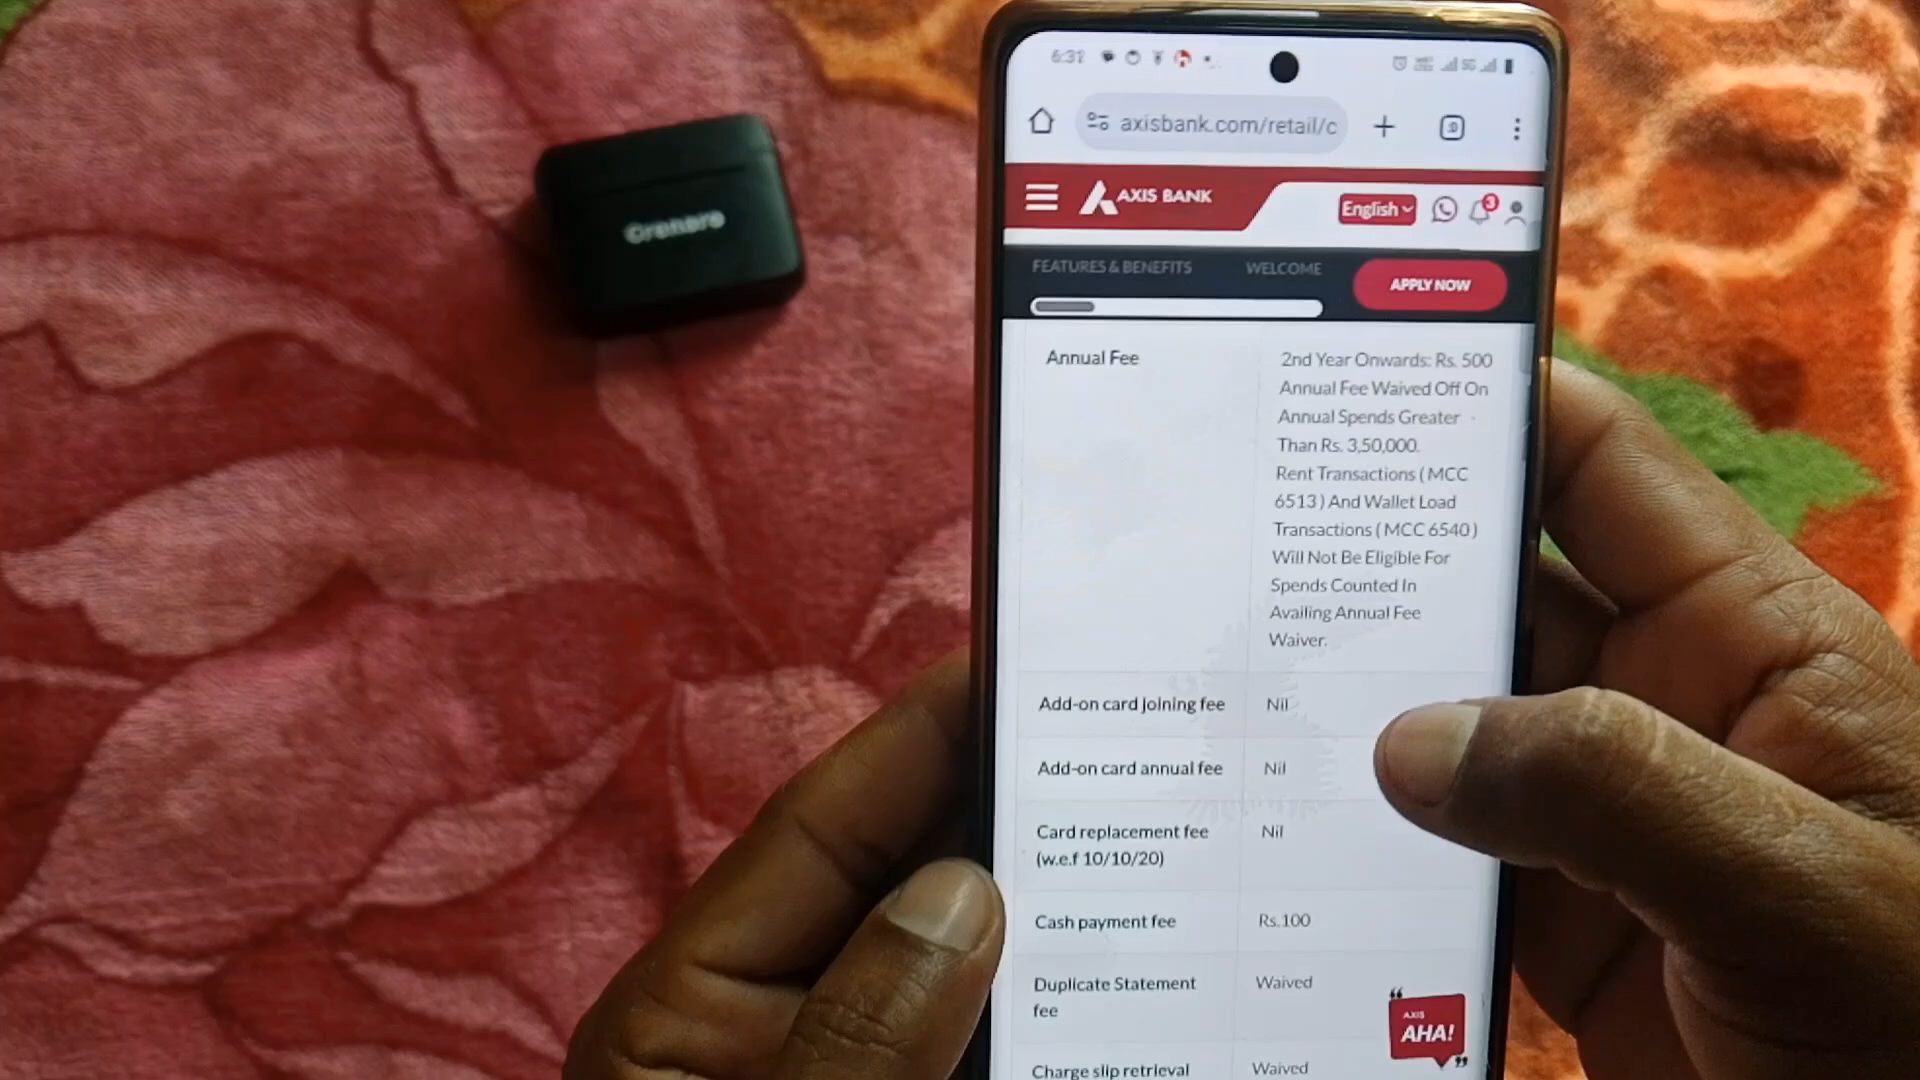 Crenaro
6:31
5G
axisbank.com/retail/c
AXIS BANK
English
3
FEATURES & BENEFITS
WELCOME
APPLY NOW
Annual Fee
2nd Year Onwards: Rs. 500
Annual Fee Waived Off On
Annual Spends Greater
Than Rs. 3,50,000.
Rent Transactions ( MCC
6513 ) And Wallet Load
Transactions ( MCC 6540 )
Will Not Be Eligible For
Spends Counted In
Availing Annual Fee
Waiver.
Add-on card joining fee
Nil
Add-on card annual fee
Nil
Card replacement fee
(w.e.f 10/10/20)
Nil
Cash payment fee
Rs.100
Duplicate Statement
fee
Waived
Charge slip retrieval
Waived
AXIS
AHA!